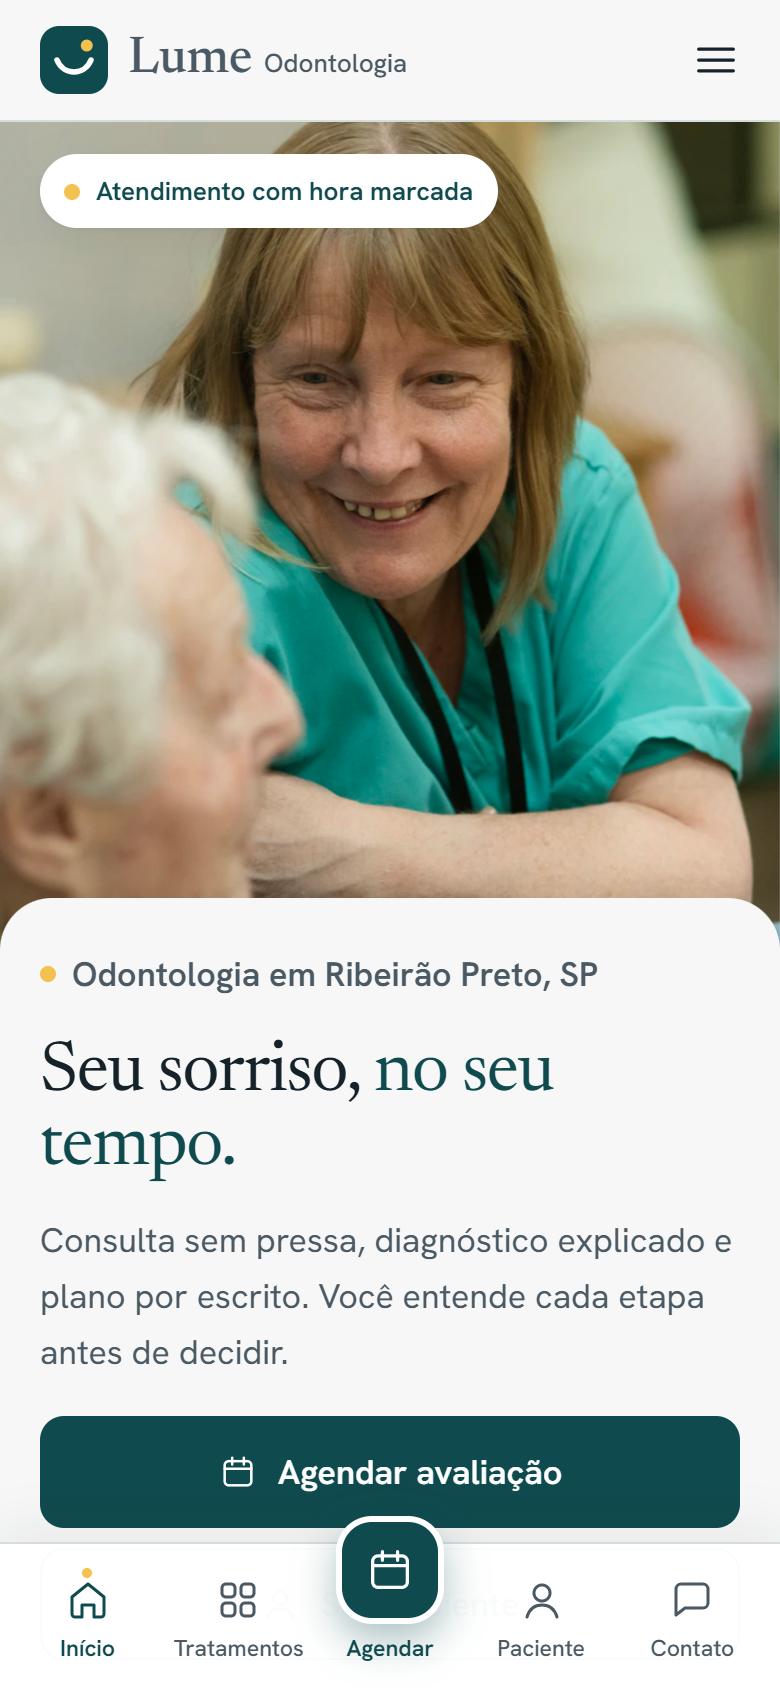 Lume Odontologia
Atendimento com hora marcada
Odontologia em Ribeirão Preto, SP
Seu sorriso, no seu
tempo.
Consulta sem pressa, diagnóstico explicado e
plano por escrito. Você entende cada etapa
antes de decidir.
Agendar avaliação
Início
Tratamentos
Agendar
Paciente
Contato